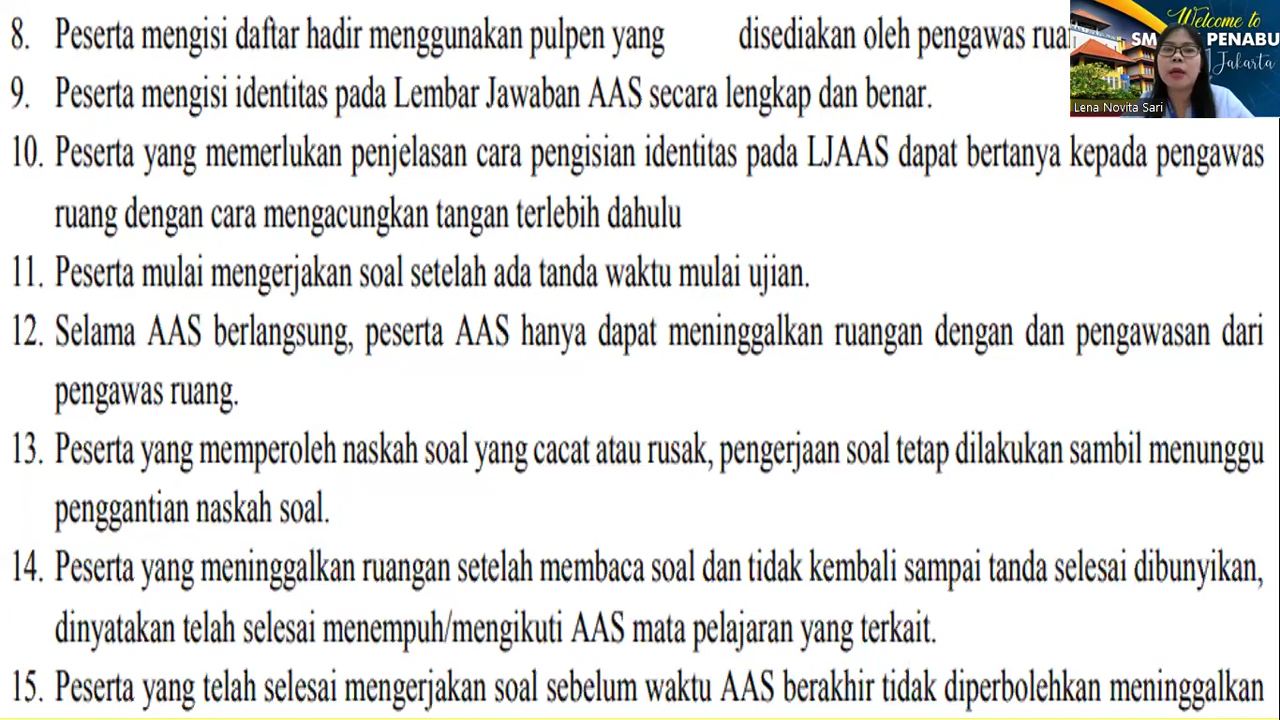 8. Peserta mengisi daftar hadir menggunakan pulpen yang disediakan oleh pengawas
9. Peserta mengisi identitas pada Lembar Jawaban AAS secara lengkap dan benar.
10. Peserta yang memerlukan penjelasan cara pengisian identitas pada LJAAS dapat bertanya kepada pengawas
ruang dengan cara mengacungkan tangan terlebih dahulu
11. Peserta mulai mengerjakan soal setelah ada tanda waktu mulai ujian.
12. Selama AAS berlangsung, peserta AAS hanya dapat meninggalkan ruangan dengan dan pengawasan dari
pengawas ruang.
13. Peserta yang memperoleh naskah soal yang cacat atau rusak, pengerjaan soal tetap dilakukan sambil menunggu
penggantian naskah soal.
14. Peserta yang meninggalkan ruangan setelah membaca soal dan tidak kembali sampai tanda selesai dibunyikan,
dinyatakan telah selesai menempuh/mengikuti AAS mata pelajaran yang terkait.
15. Peserta yang telah selesai mengerjakan soal sebelum waktu AAS berakhir tidak diperbolehkan meninggalkan
Welcome to
SM PENABU
Jakarta
Lena Novita Sari